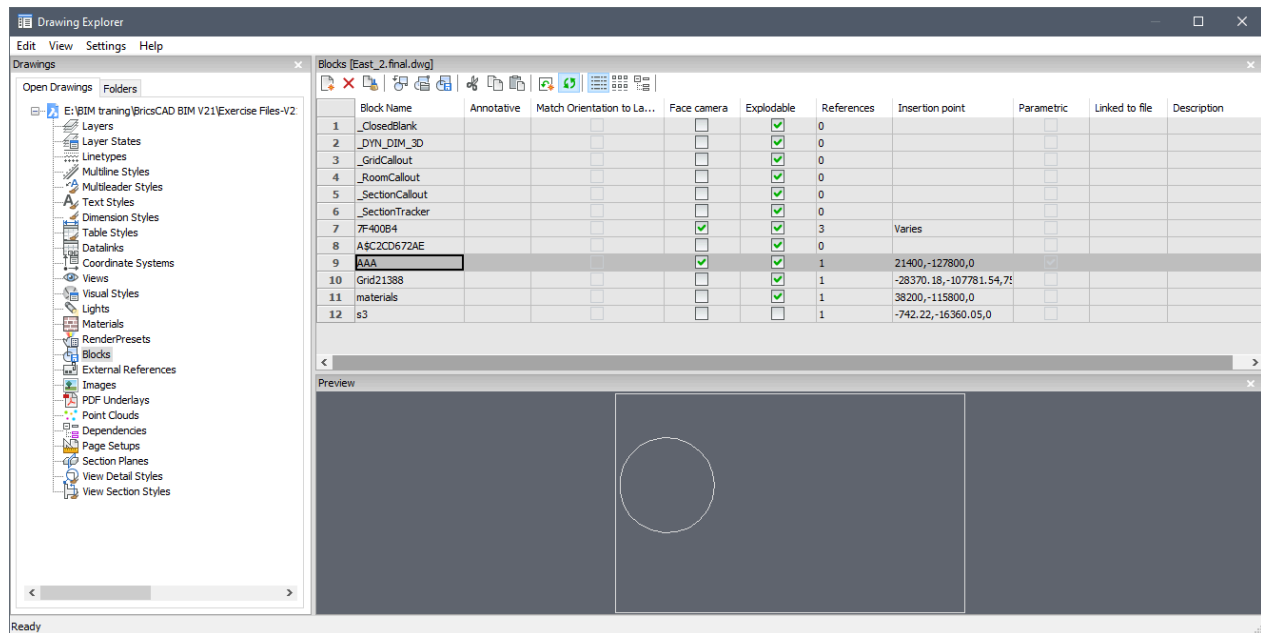 Drawing Explorer
Edit View Settings Help
Drawings
Open Drawings Folders
E:\BIM traning\BricsCAD BIM V21\Exercise Files-V2
Layers
Layer States
Linetypes
Multiline Styles
Multileader Styles
Text Styles
Dimension Styles
Table Styles
Datalinks
Coordinate Systems
Views
Visual Styles
Lights
Materials
RenderPresets
Blocks
External References
Images
PDF Underlays
Point Clouds
Dependencies
Page Setups
Section Planes
View Detail Styles
View Section Styles
Blocks [East_2.final.dwg]
Block Name Annotative Match Orientation to La... Face camera Explodable References Insertion point Parametric Linked to file Description
1 _ClosedBlank 0
2 _DYN_DIM_3D 0
3 _GridCallout 0
4 _RoomCallout 0
5 _SectionCallout 0
6 _SectionTracker 0
7 7F400B4 3 Varies
8 A$C2CD672AE 0
9 AAA 1 21400,-127800,0
10 Grid21388 1 -28370.18,-107781.54,75
11 materials 1 38200,-115800,0
12 s3 1 -742.22,-16360.05,0
Preview
Ready